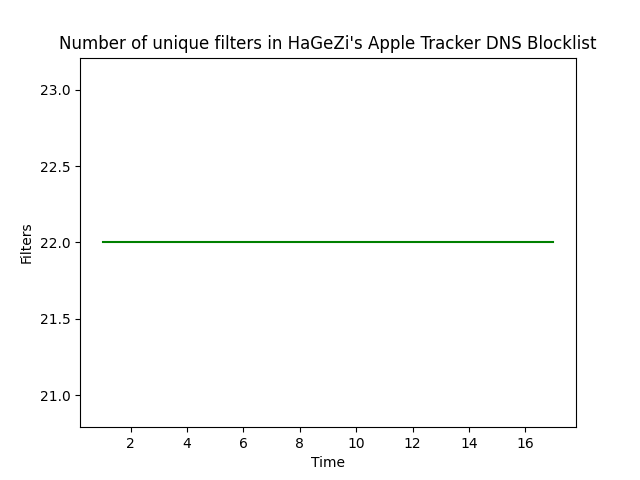 Number of unique filters in HaGeZi's Apple Tracker DNS Blocklist
23.0
22.5
22.0
21.5
21.0
Filters
2 4 6 8 10 12 14 16
Time